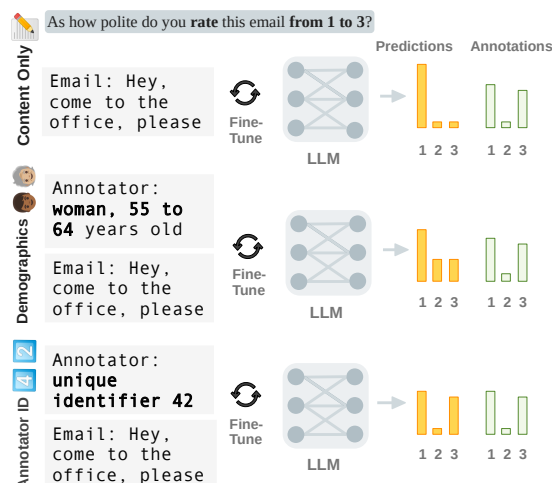 As how polite do you rate this email from 1 to 3?
Predictions Annotations
Content Only
Email: Hey,
come to the
office, please
Fine-
Tune
LLM
1 2 3
1 2 3
Demographics
Annotator:
woman, 55 to
64 years old
Email: Hey,
come to the
office, please
Fine-
Tune
LLM
1 2 3
1 2 3
Annotator ID 4 2
Annotator:
unique
identifier 42
Email: Hey,
come to the
office, please
Fine-
Tune
LLM
1 2 3
1 2 3